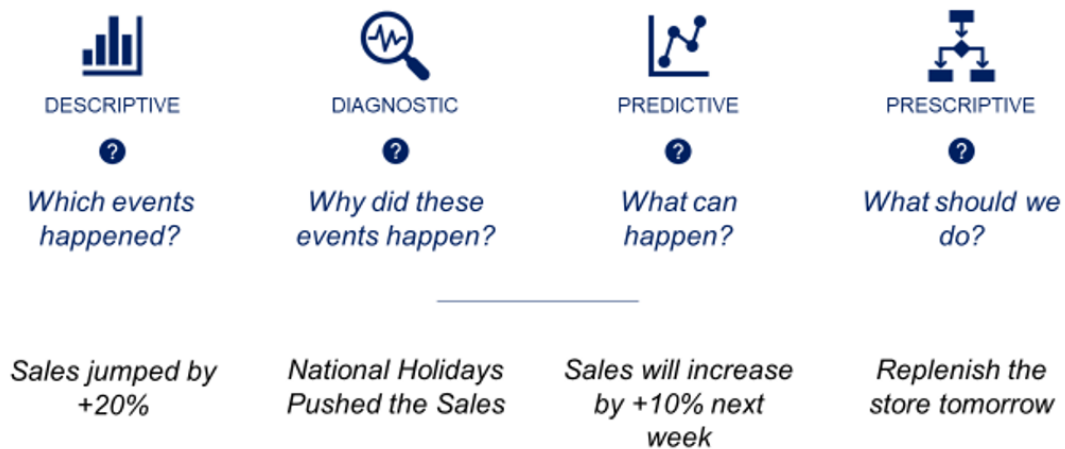 DESCRIPTIVE
DIAGNOSTIC
PREDICTIVE
PRESCRIPTIVE
?
?
?
?
Which events
happened?
Why did these
events happen?
What can
happen?
What should we
do?
Sales jumped by
+20%
National Holidays
Pushed the Sales
Sales will increase
by +10% next
week
Replenish the
store tomorrow